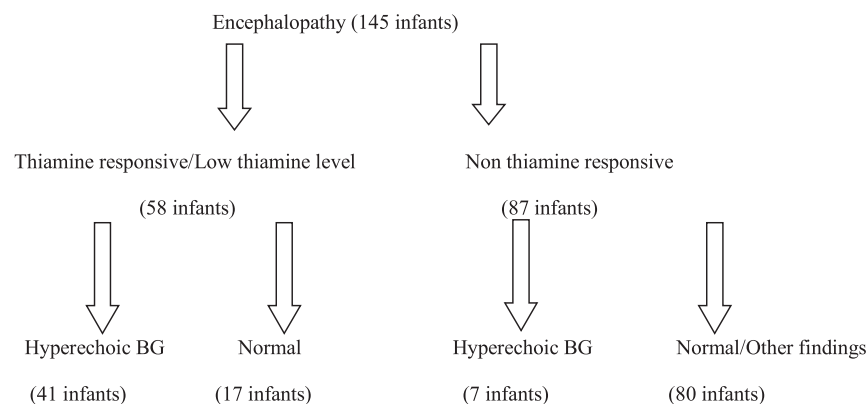 Encephalopathy (145 infants)
Thiamine responsive/Low thiamine level
Non thiamine responsive
(58 infants)
(87 infants)
Hyperechoic BG
Normal
Hyperechoic BG
Normal/Other findings
(41 infants)
(17 infants)
(7 infants)
(80 infants)